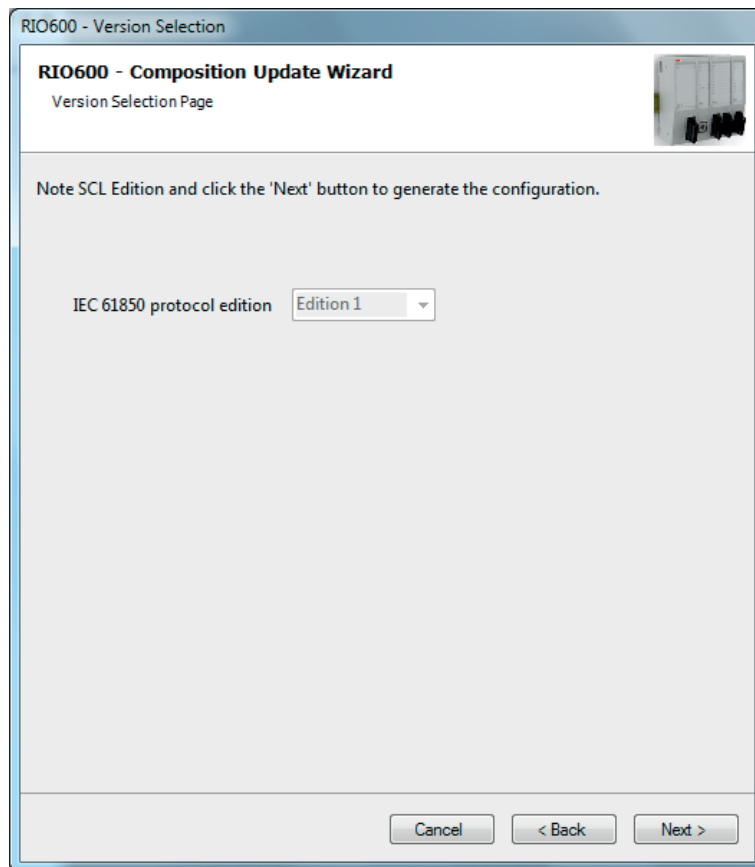 RIO600 - Version Selection
RIO600 - Composition Update Wizard
Version Selection Page
Note SCL Edition and click the 'Next' button to generate the configuration.
IEC 61850 protocol edition Edition 1
Cancel < Back Next >